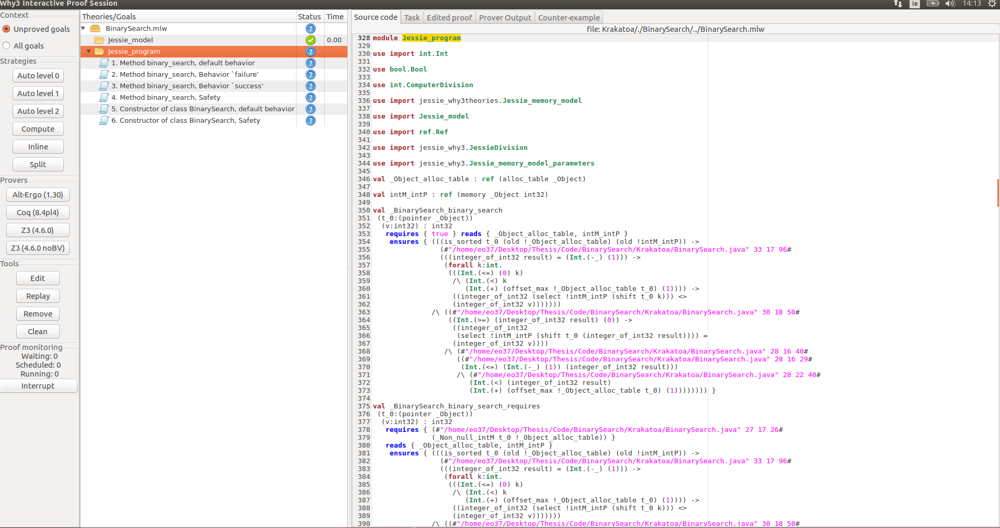 Why3 Interactive Proof Session
Ie
14:13
Context
Unproved goals
All goals
Strategies
Auto level 0
Auto level 1
Auto level 2
Compute
Inline
Split
Provers
Alt-Ergo (1.30)
Coq (8.4pl4)
Z3 (4.6.0)
Z3 (4.6.0 noBV)
Tools
Edit
Replay
Remove
Clean
Proof monitoring
Waiting: 0
Scheduled: 0
Running: 0
Interrupt
Theories/Goals Status Time
BinarySearch.mlw
Jessie_model 0.00
Jessie_program
1. Method binary_search, default behavior
2. Method binary_search, Behavior `failure'
3. Method binary_search, Behavior `success'
4. Method binary_search, Safety
5. Constructor of class BinarySearch, default behavior
6. Constructor of class BinarySearch, Safety
Source code Task Edited proof Prover Output Counter-example
file: Krakatoa/./BinarySearch/../BinarySearch.mlw
328 module Jessie_program
329
330 use import int.Int
331
332 use bool.Bool
333
334 use int.ComputerDivision
335
336 use import jessie_why3theories.Jessie_memory_model
337
338 use import Jessie_model
339
340 use import ref.Ref
341
342 use import jessie_why3.JessieDivision
343
344 use import jessie_why3.Jessie_memory_model_parameters
345
346 val _Object_alloc_table : ref (alloc_table _Object)
347
348 val intM_intP : ref (memory _Object int32)
349
350 val _BinarySearch_binary_search
351 (t_0:(pointer _Object))
352 (v:int32) : int32
353 requires { true } reads { _Object_alloc_table, intM_intP }
354 ensures { (((is_sorted t_0 (old !_Object_alloc_table) (old !intM_intP)) ->
355 (#"/home/eo37/Desktop/Thesis/Code/BinarySearch/Krakatoa/BinarySearch.java" 33 17 96#
356 (((integer_of_int32 result) = (Int.(-_) (1))) ->
357 (forall k:int.
358 (((Int.(<=) (0) k)
359 /\ (Int.(<) k
360 (Int.(+) (offset_max !_Object_alloc_table t_0) (1)))) ->
361 ((integer_of_int32 (select !intM_intP (shift t_0 k))) <>
362 (integer_of_int32 v)))))))
363 /\ ((#"/home/eo37/Desktop/Thesis/Code/BinarySearch/Krakatoa/BinarySearch.java" 30 18 50#
364 ((Int.(>=) (integer_of_int32 result) (0)) ->
365 ((integer_of_int32
366 (select !intM_intP (shift t_0 (integer_of_int32 result)))) =
367 (integer_of_int32 v))))
368 /\ (#"/home/eo37/Desktop/Thesis/Code/BinarySearch/Krakatoa/BinarySearch.java" 28 16 40#
369 ((#"/home/eo37/Desktop/Thesis/Code/BinarySearch/Krakatoa/BinarySearch.java" 28 16 29#
370 (Int.(<=) (Int.(-_) (1)) (integer_of_int32 result)))
371 /\ (#"/home/eo37/Desktop/Thesis/Code/BinarySearch/Krakatoa/BinarySearch.java" 28 22 40#
372 (Int.(<) (integer_of_int32 result)
373 (Int.(+) (offset_max !_Object_alloc_table t_0) (1)))))))) }
374
375 val _BinarySearch_binary_search_requires
376 (t_0:(pointer _Object))
377 (v:int32) : int32
378 requires { (#"/home/eo37/Desktop/Thesis/Code/BinarySearch/Krakatoa/BinarySearch.java" 27 17 26#
379 (_Non_null_intM t_0 !_Object_alloc_table)) }
380 reads { _Object_alloc_table, intM_intP }
381 ensures { (((is_sorted t_0 (old !_Object_alloc_table) (old !intM_intP)) ->
382 (#"/home/eo37/Desktop/Thesis/Code/BinarySearch/Krakatoa/BinarySearch.java" 33 17 96#
383 (((integer_of_int32 result) = (Int.(-_) (1))) ->
384 (forall k:int.
385 (((Int.(<=) (0) k)
386 /\ (Int.(<) k
387 (Int.(+) (offset_max !_Object_alloc_table t_0) (1)))) ->
388 ((integer_of_int32 (select !intM_intP (shift t_0 k))) <>
389 (integer_of_int32 v)))))))
390 /\ ((#"/home/eo37/Desktop/Thesis/Code/BinarySearch/Krakatoa/BinarySearch.java" 30 18 50#